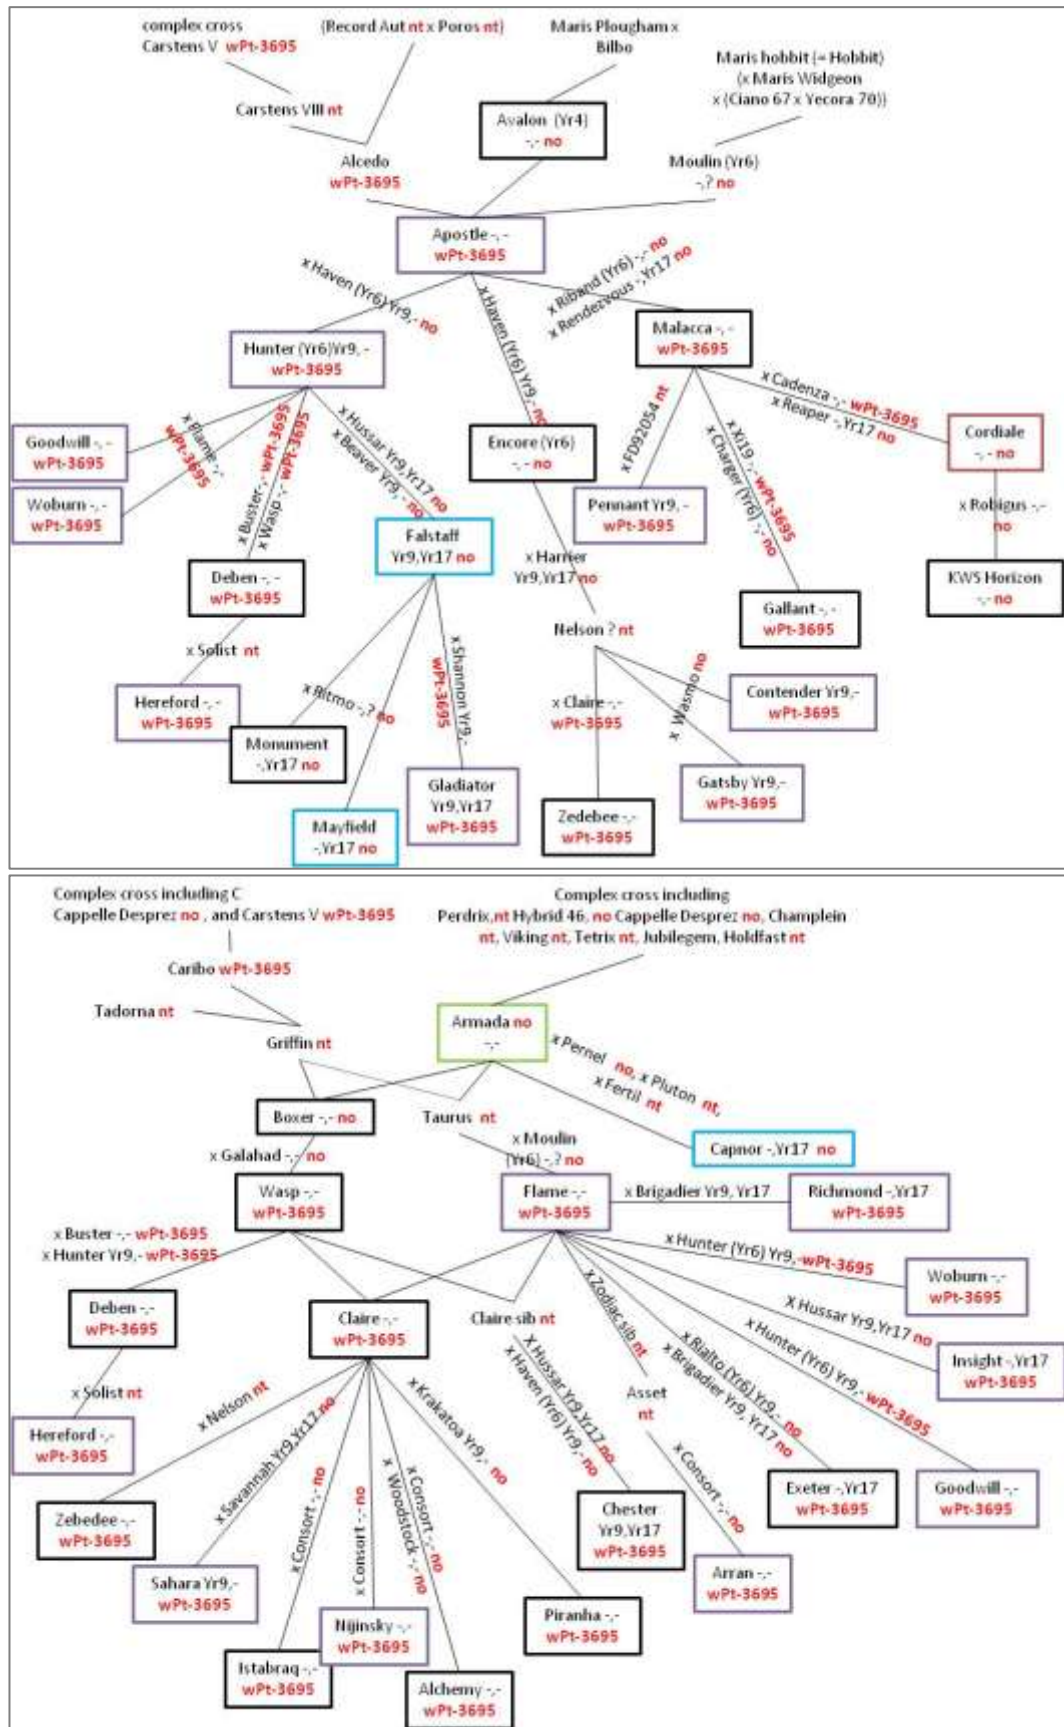 complex cross
Carstens V wPt-3695
(Record Aut nt x Poros nt)
Maris Plougham x
Bilbo
Maris hobbit (= Hobbit)
(x Maris Widgeon
x (Ciano 67 x Yecora 70))
Carstens VIII nt
Avalon (Yr4)
-,- no
Alcedo
wPt-3695
Moulin (Yr6)
-,? no
Apostle -, -
wPt-3695
x Haven (Yr6) Yr9,- no
x Haven (Yr6) Yr9,- no
x Riband (Yr6) -,- no
x Rendezvous -,Yr17 no
Hunter (Yr6)Yr9, -
wPt-3695
Malacca -, -
wPt-3695
Goodwill -, -
wPt-3695
Woburn -,-
wPt-3695
x Flame -,-
wPt-3695
x Buster -,- wPt-3695
x Wasp -,- wPt-3695
x Hussar Yr9,Yr17 no
x Beaver Yr9, - no
Encore (Yr6)
-,- no
x FD92054 nt
x Xi19 -,- wPt-3695
x Charger (Yr6) -,- no
x Cadenza -,- wPt-3695
x Reaper -,Yr17 no
Cordiale
-,- no
Falstaff
Yr9,Yr17 no
Pennant Yr9, -
wPt-3695
x Robigus -,-
no
Deben -, -
wPt-3695
x Harrier
Yr9,Yr17 no
Gallant -, -
wPt-3695
KWS Horizon
-,- no
x Solist nt
Nelson ? nt
Hereford -,-
wPt-3695
x Ritmo -,? no
x Shannon Yr9,-
wPt-3695
x Claire -,-
wPt-3695
x Wasmo no
Contender Yr9,-
wPt-3695
Monument
-,Yr17 no
Gladiator
Yr9,Yr17
wPt-3695
Gatsby Yr9,-
wPt-3695
Mayfield
-,Yr17 no
Zedebee -,-
wPt-3695
Complex cross including C
Cappelle Desprez no , and Carstens V wPt-3695
Complex cross including
Perdrix,nt Hybrid 46, no Cappelle Desprez no, Champlein
nt, Viking nt, Tetrix nt, Jubilegem, Holdfast nt
Caribo wPt-3695
Tadorna nt
Griffin nt
Armada no
-,-
x Pernel no, x Pluton nt,
x Fertil nt
Boxer -,- no
Taurus nt
x Galahad -,- no
x Moulin
(Yr6) -,? no
Capnor -,Yr17 no
Wasp -,-
wPt-3695
Flame -,-
wPt-3695
x Brigadier Yr9, Yr17
Richmond -,Yr17
wPt-3695
x Buster -,- wPt-3695
x Hunter Yr9,- wPt-3695
x Hunter (Yr6) Yr9,-wPt-3695
Woburn -,-
wPt-3695
Deben -,-
wPt-3695
Claire -,-
wPt-3695
Claire sib nt
x Zodiac sib nt
x Hussar Yr9,Yr17 no
Insight -,Yr17
wPt-3695
x Hunter (Yr6) Yr9,-wPt-3695
x Solist nt
x Nelson nt
x Savannah Yr9,Yr17 no
x Krakatoa Yr9,- no
x Hussar Yr9,Yr17 no
x Haven (Yr6) Yr9,- no
Asset
nt
x Rialto (Yr6) Yr9,- no
x Brigadier Yr9, Yr17 no
Hereford -,-
wPt-3695
x Consort -,- no
x Consort -,- no
x Consort -,- no
x Woodstock -,- no
x Consort -,- no
Exeter -,Yr17
wPt-3695
Goodwill -,-
wPt-3695
Zebedee -,-
wPt-3695
Chester
Yr9,Yr17
wPt-3695
Sahara Yr9,-
wPt-3695
Arran -,-
wPt-3695
Nijinsky -,-
wPt-3695
Piranha -,-
wPt-3695
Istabraq -,-
wPt-3695
Alchemy -,-
wPt-3695